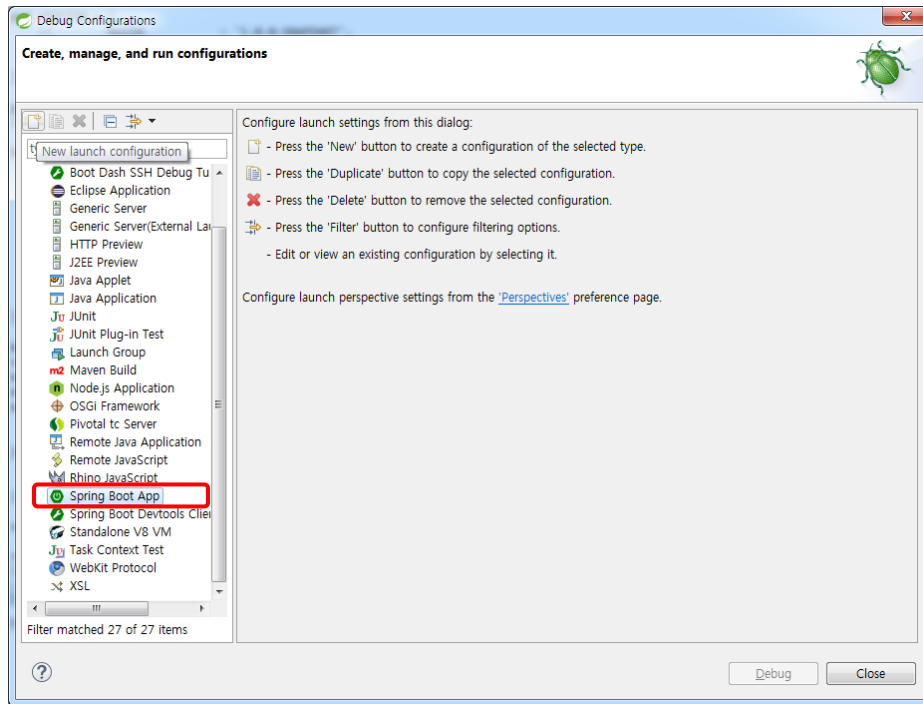 Debug Configurations
Create, manage, and run configurations
New launch configuration
Boot Dash SSH Debug Tu
Eclipse Application
Generic Server
Generic Server(External Lau
HTTP Preview
J2EE Preview
Java Applet
Java Application
Ju JUnit
JUnit Plug-in Test
Launch Group
m2 Maven Build
Node.js Application
OSGi Framework
Pivotal tc Server
Remote Java Application
Remote JavaScript
Rhino JavaScript
Spring Boot App
Spring Boot Devtools Clien
Standalone V8 VM
Task Context Test
WebKit Protocol
XSL
Filter matched 27 of 27 items
Configure launch settings from this dialog:
- Press the 'New' button to create a configuration of the selected type.
- Press the 'Duplicate' button to copy the selected configuration.
- Press the 'Delete' button to remove the selected configuration.
- Press the 'Filter' button to configure filtering options.
- Edit or view an existing configuration by selecting it.
Configure launch perspective settings from the 'Perspectives' preference page.
Debug
Close